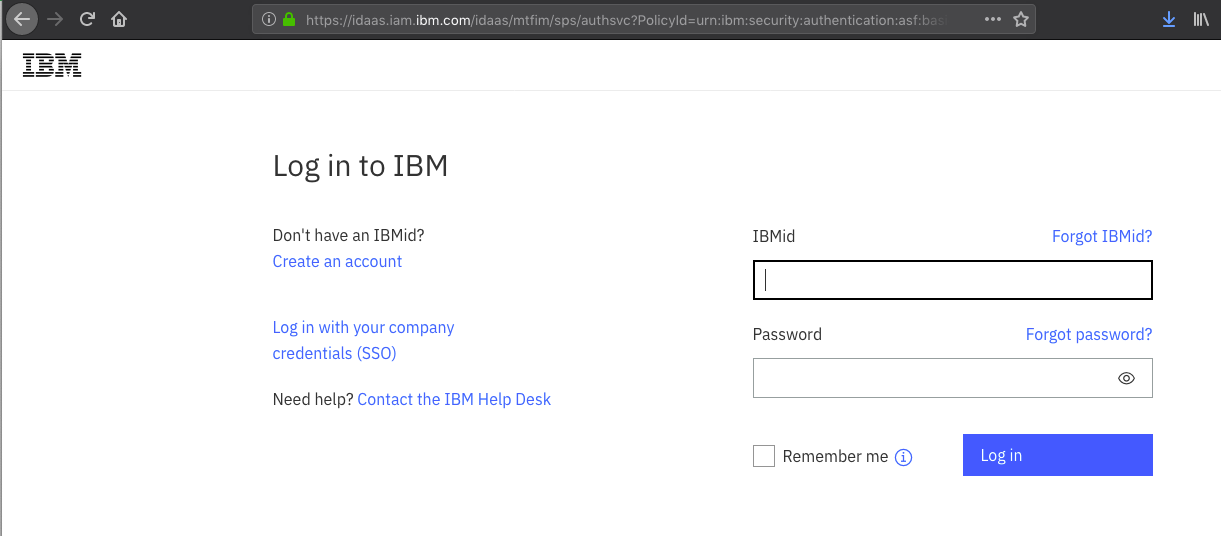 https://idaas.iam.ibm.com/idaas/mtfim/sps/authsvc?PolicyId=urn:ibm:security:authentication:asf:bas
IBM
Log in to IBM
Don't have an IBMid?
Create an account
Log in with your company
credentials (SSO)
Need help? Contact the IBM Help Desk
IBMid Forgot IBMid?
Password Forgot password?
Remember me Log in